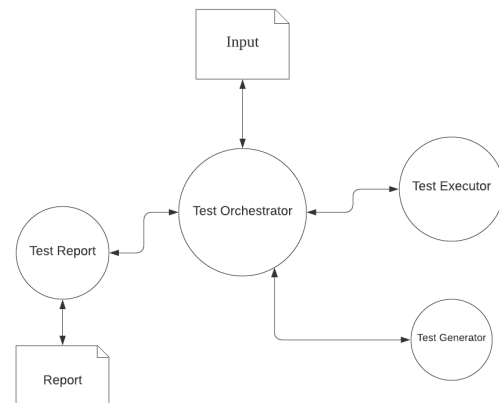 Input
Test Orchestrator
Test Executor
Test Report
Test Generator
Report